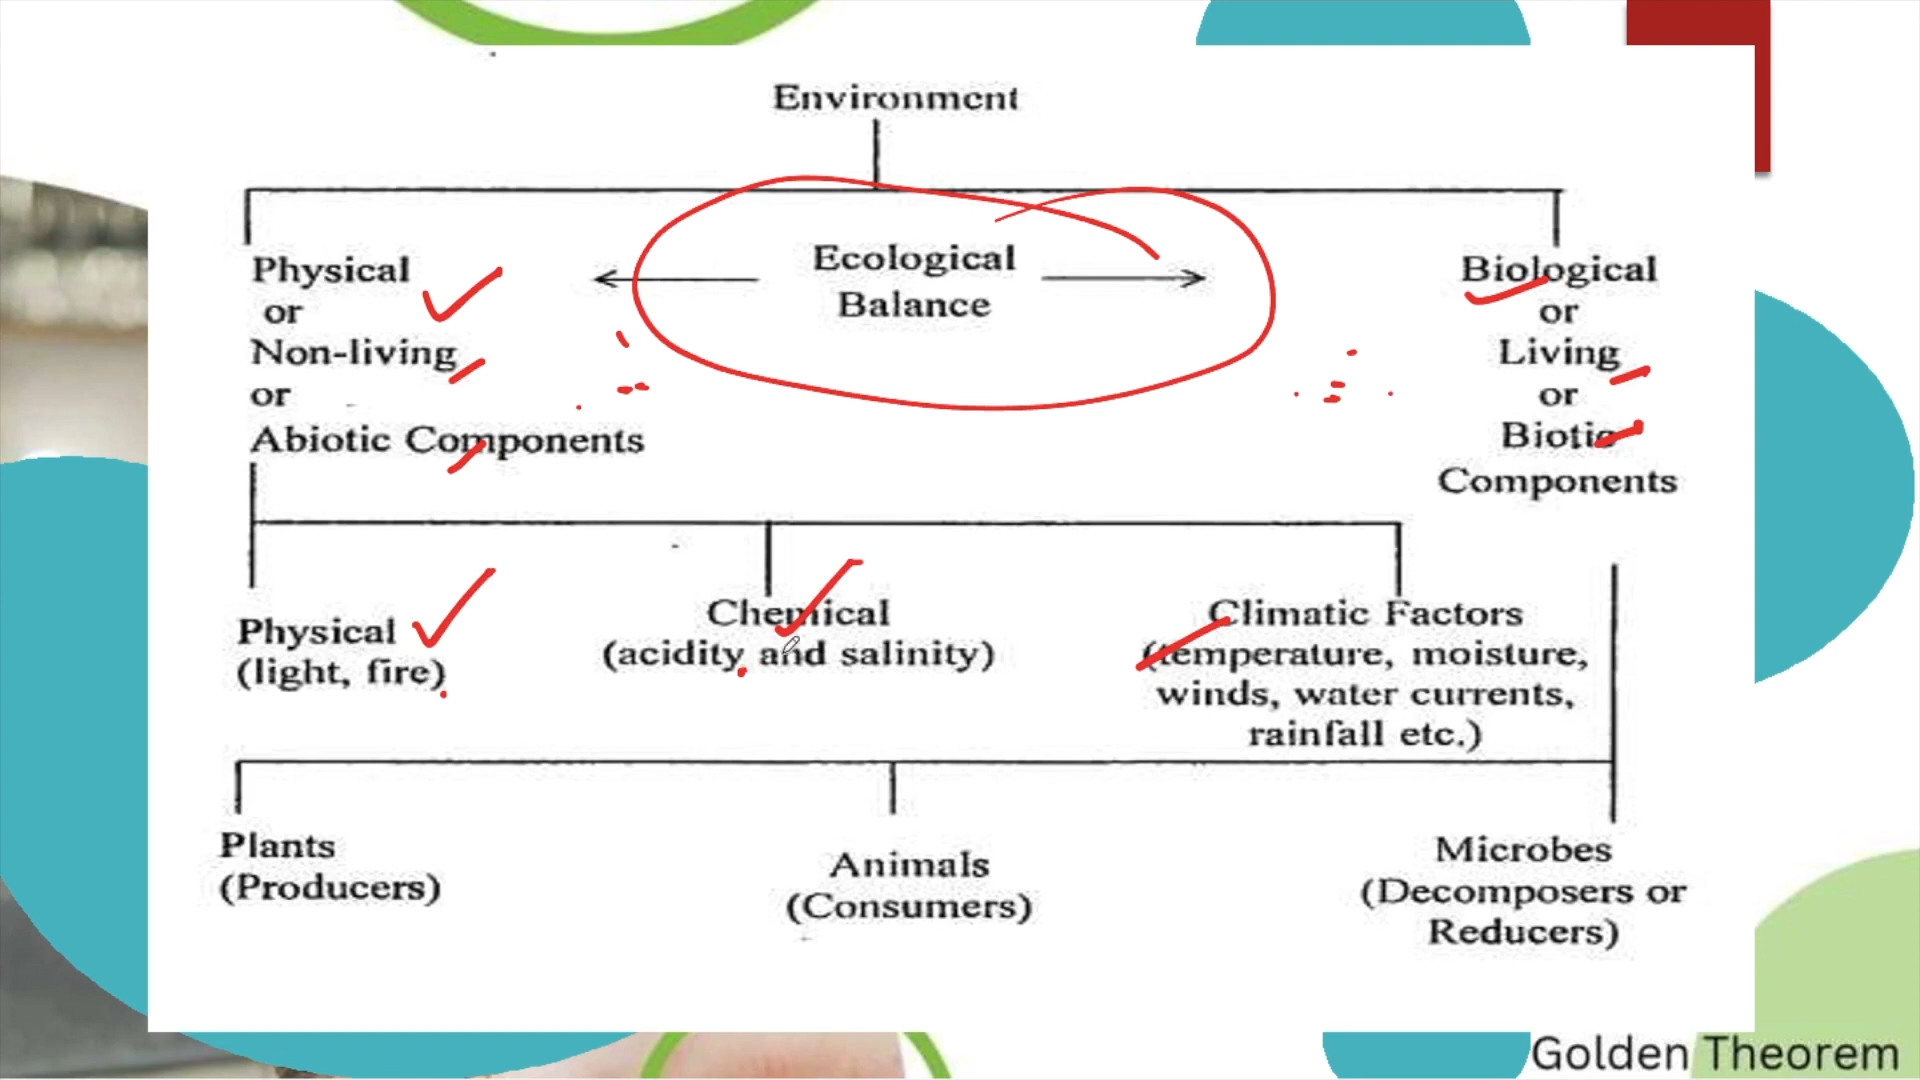 Environment
Physical
or
Non-living
or
Abiotic Components
Ecological
Balance
Biological
or
Living
or
Biotic
Components
Physical
(light, fire)
Chemical
(acidity and salinity)
Climatic Factors
(temperature, moisture,
winds, water currents,
rainfall etc.)
Plants
(Producers)
Animals
(Consumers)
Microbes
(Decomposers or
Reducers)
Golden Theorem